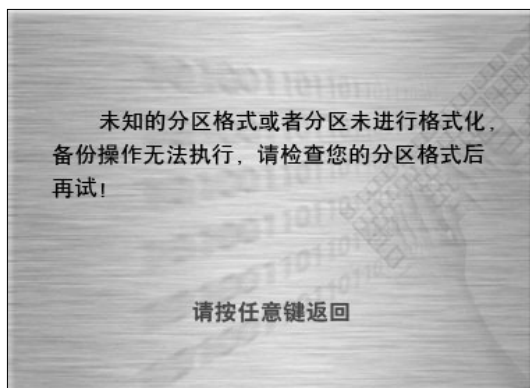 未知的分区格式或者分区未进行格式化，
备份操作无法执行，请检查您的分区格式后
再试！
请按任意键返回